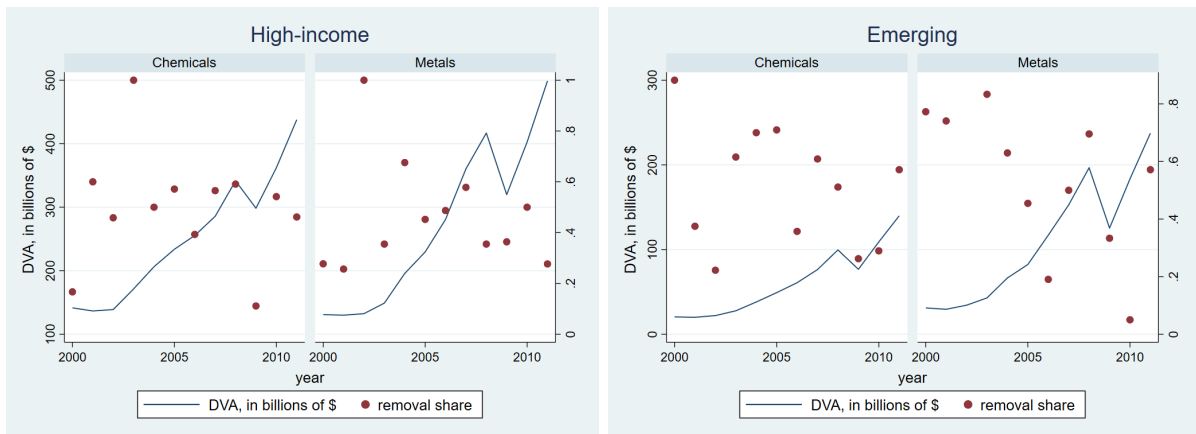 High-income
Chemicals Metals
DVA, in billions of $
500
400
300
200
100
1
.8
.6
.4
.2
0
2000 2005 2010 2000 2005 2010
year
DVA, in billions of $ removal share
Emerging
Chemicals Metals
DVA, in billions of $
300
200
100
0
.8
.6
.4
.2
0
2000 2005 2010 2000 2005 2010
year
DVA, in billions of $ removal share